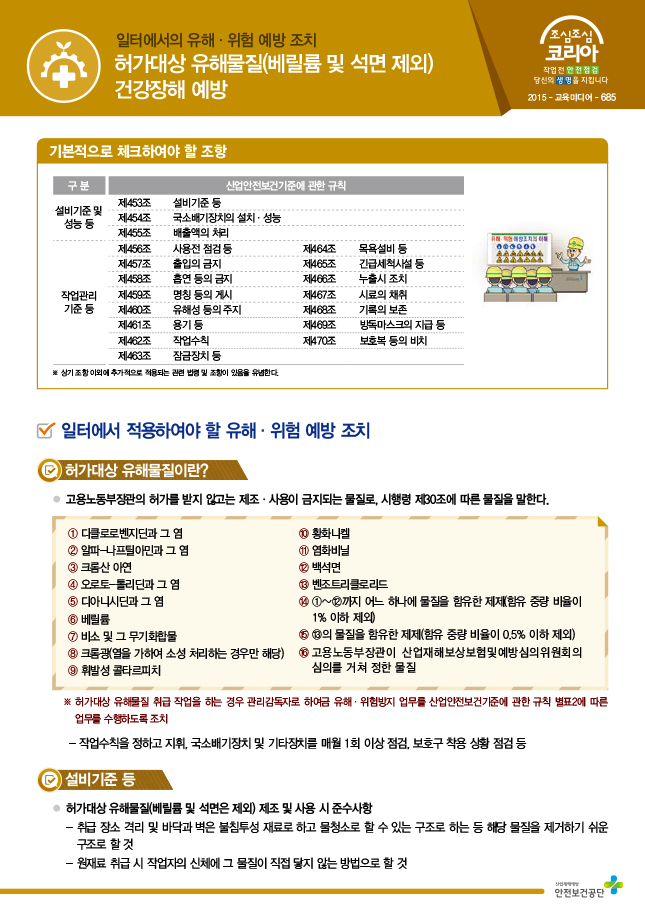 일터에서의 유해 · 위험 예방 조치
허가대상 유해물질(베릴륨 및 석면 제외)
건강장해 예방
조심조심
코리아
작업전 안전점검
당신의 생명을 지킵니다
2015 - 교육미디어 - 685
기본적으로 체크하여야 할 조항
구 분 산업안전보건기준에 관한 규칙
설비기준 및
성능 등
제453조 설비기준 등
제454조 국소배기장치의 설치 · 성능
제455조 배출액의 처리
작업관리
기준 등
제456조 사용전 점검 등 제464조 목욕설비 등
제457조 출입의 금지 제465조 긴급세척시설 등
제458조 흡연 등의 금지 제466조 누출시 조치
제459조 명칭 등의 게시 제467조 시료의 채취
제460조 유해성 등의 주지 제468조 기록의 보존
제461조 용기 등 제469조 방독마스크의 지급 등
제462조 작업수칙 제470조 보호복 등의 비치
제463조 잠금장치 등
※ 상기 조항 이외에 추가적으로 적용되는 관련 법령 및 조항이 있음을 유념한다.
유해·위험 예방조치의 이해
일터에서 적용하여야 할 유해 · 위험 예방 조치
허가대상 유해물질이란?
고용노동부장관의 허가를 받지 않고는 제조 · 사용이 금지되는 물질로, 시행령 제30조에 따른 물질을 말한다.
① 디클로로벤지딘과 그 염
② 알파-나프틸아민과 그 염
③ 크롬산 아연
④ 오로토-톨리딘과 그 염
⑤ 디아니시딘과 그 염
⑥ 베릴륨
⑦ 비소 및 그 무기화합물
⑧ 크롬광(열을 가하여 소성 처리하는 경우만 해당)
⑨ 휘발성 콜타르피치
⑩ 황화니켈
⑪ 염화비닐
⑫ 백석면
⑬ 벤조트리클로리드
⑭ ①~⑫까지 어느 하나에 물질을 함유한 제제(함유 중량 비율이
1% 이하 제외)
⑮ ⑬의 물질을 함유한 제제(함유 중량 비율이 0.5% 이하 제외)
⑯ 고용노동부장관이 산업재해보상보험및예방심의위원회의
심의를 거쳐 정한 물질
※ 허가대상 유해물질 취급 작업을 하는 경우 관리감독자로 하여금 유해 · 위험방지 업무를 산업안전보건기준에 관한 규칙 별표2에 따른
업무를 수행하도록 조치
- 작업수칙을 정하고 지휘, 국소배기장치 및 기타장치를 매월 1회 이상 점검, 보호구 착용 상황 점검 등
설비기준 등
허가대상 유해물질(베릴륨 및 석면은 제외) 제조 및 사용 시 준수사항
- 취급 장소 격리 및 바닥과 벽은 불침투성 재료로 하고 물청소로 할 수 있는 구조로 하는 등 해당 물질을 제거하기 쉬운
구조로 할 것
- 원재료 취급 시 작업자의 신체에 그 물질이 직접 닿지 않는 방법으로 할 것
산업재해예방
안전보건공단